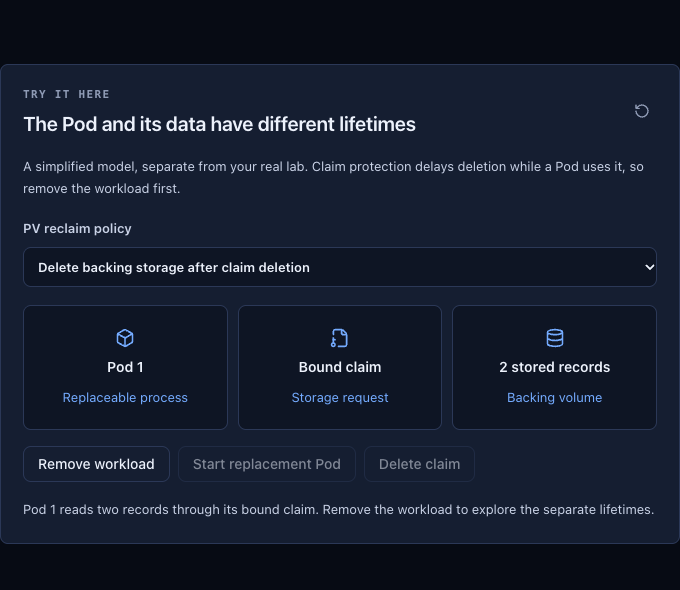 TRY IT HERE
The Pod and its data have different lifetimes
A simplified model, separate from your real lab. Claim protection delays deletion while a Pod uses it, so
remove the workload first.
PV reclaim policy
Delete backing storage after claim deletion
Pod 1
Replaceable process
Bound claim
Storage request
2 stored records
Backing volume
Remove workload
Start replacement Pod
Delete claim
Pod 1 reads two records through its bound claim. Remove the workload to explore the separate lifetimes.